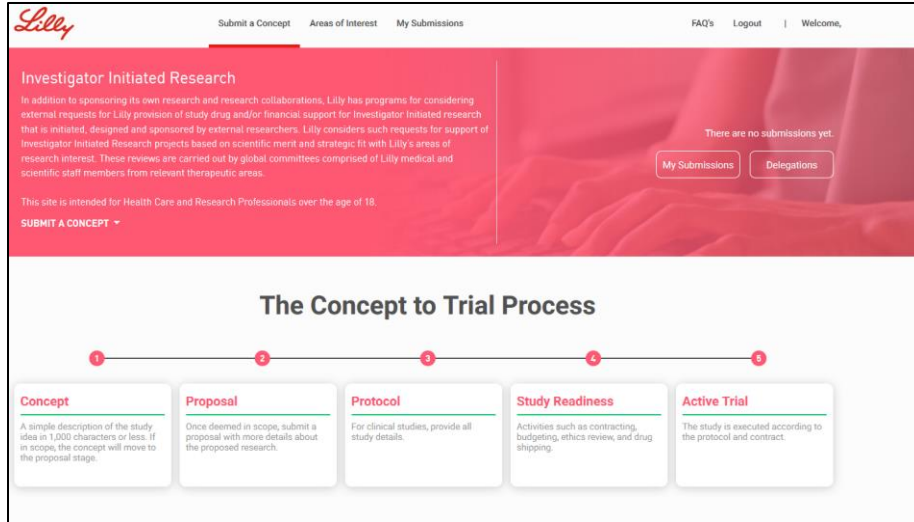 Lilly
Submit a Concept
Areas of Interest
My Submissions
FAQ's
Logout
|
Welcome,
Investigator Initiated Research
In addition to sponsoring its own research and research collaborations, Lilly has programs for considering
external requests for Lilly provision of study drug and/or financial support for Investigator Initiated research
that is initiated, designed and sponsored by external researchers. Lilly considers such requests for support of
Investigator Initiated Research projects based on scientific merit and strategic fit with Lilly's areas of
research interest. These reviews are carried out by global committees comprised of Lilly medical and
scientific staff members from relevant therapeutic areas.
This site is intended for Health Care and Research Professionals over the age of 18.
SUBMIT A CONCEPT
There are no submissions yet.
My Submissions
Delegations
The Concept to Trial Process
1
2
3
4
5
Concept
A simple description of the study
idea in 1,000 characters or less. If
in scope, the concept will move to
the proposal stage.
Proposal
Once deemed in scope, submit a
proposal with more details about
the proposed research.
Protocol
For clinical studies, provide all
study details.
Study Readiness
Activities such as contracting,
budgeting, ethics review, and drug
shipping.
Active Trial
The study is executed according to
the protocol and contract.